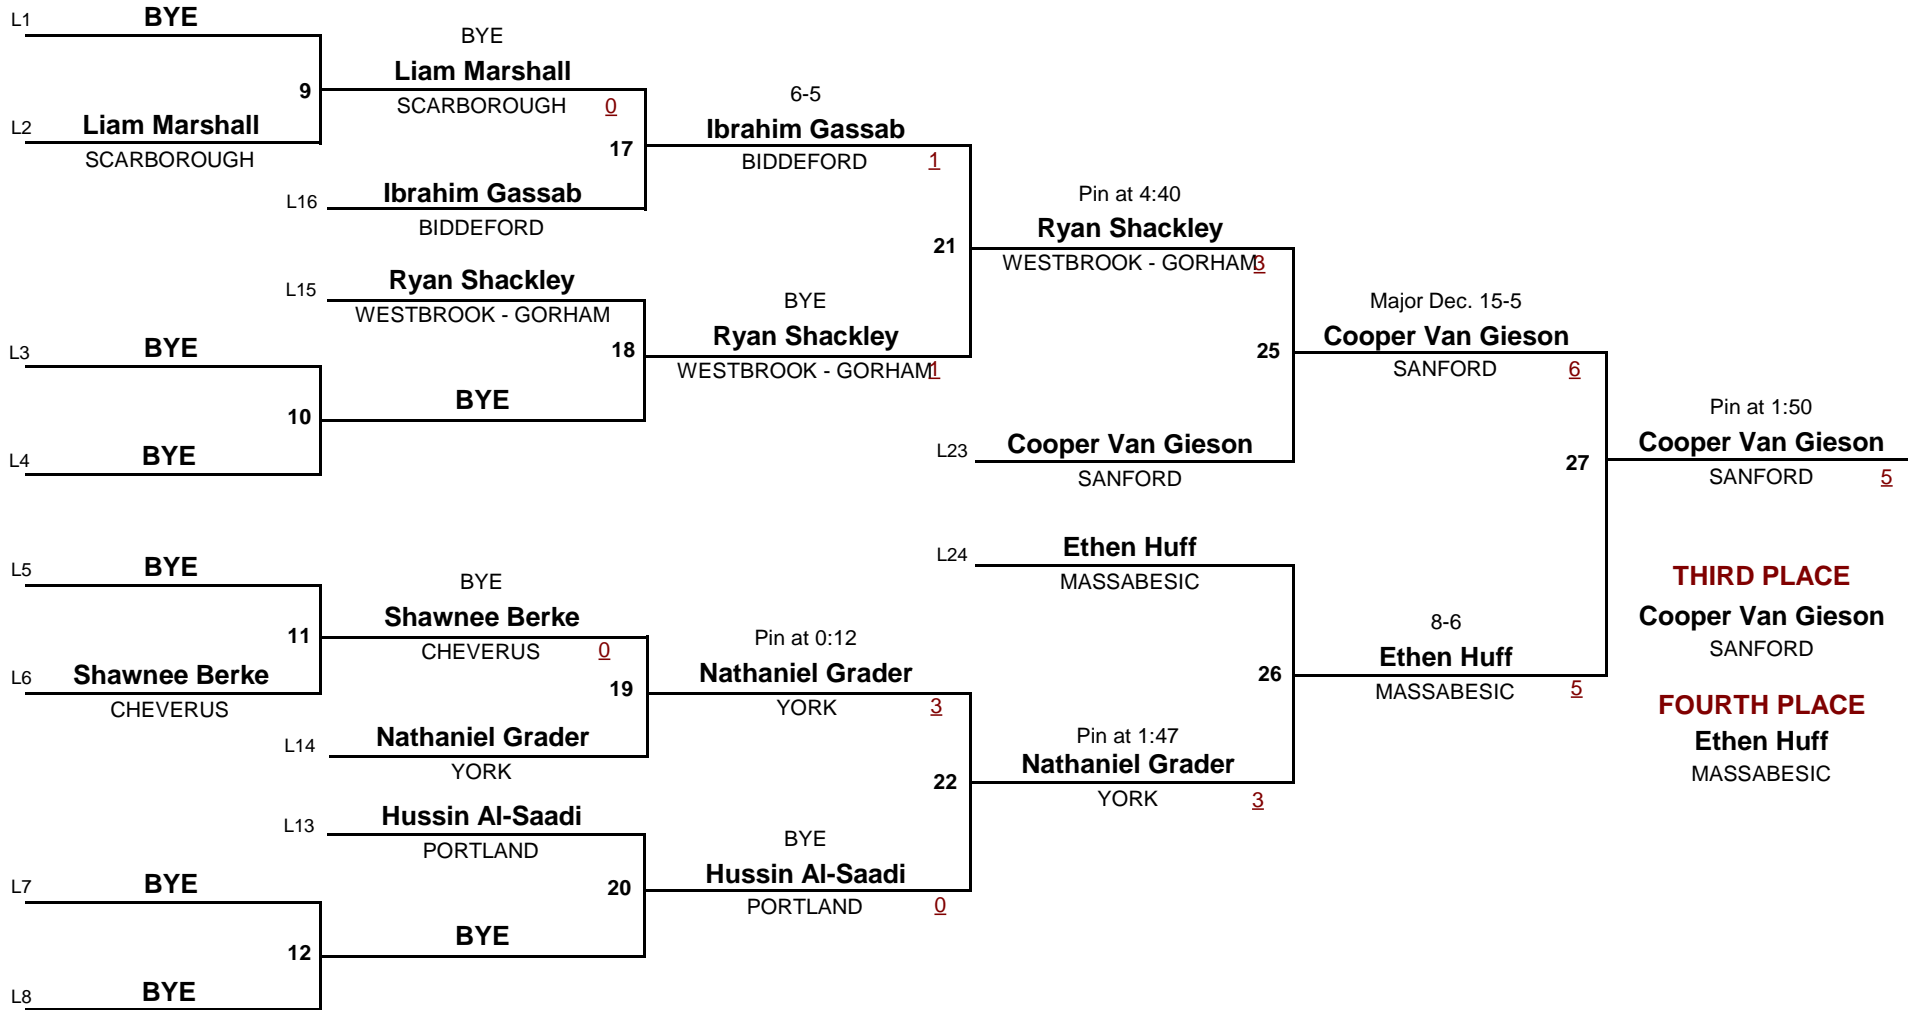 L1 BYE
9
L2 Liam Marshall
SCARBOROUGH
L3 BYE
10
L4 BYE
L5 BYE
11
L6 Shawnee Berke
CHEVERUS
L7 BYE
12
L8 BYE
BYE
Liam Marshall
SCARBOROUGH 0
17
L16 Ibrahim Gassab
BIDDEFORD
L15 Ryan Shackley
WESTBROOK - GORHAM
18
BYE
BYE
Shawnee Berke
CHEVERUS 0
19
L14 Nathaniel Grader
YORK
L13 Hussin Al-Saadi
PORTLAND
20
BYE
6-5
Ibrahim Gassab
BIDDEFORD 1
21
BYE
Ryan Shackley
WESTBROOK - GORHAM 1
Pin at 0:12
Nathaniel Grader
YORK 3
22
BYE
Hussin Al-Saadi
PORTLAND 0
Pin at 4:40
Ryan Shackley
WESTBROOK - GORHAM 3
25
L23 Cooper Van Gieson
SANFORD
L24 Ethen Huff
MASSABESIC
26
Pin at 1:47
Nathaniel Grader
YORK 3
Major Dec. 15-5
Cooper Van Gieson
SANFORD 6
27
8-6
Ethen Huff
MASSABESIC 5
Pin at 1:50
Cooper Van Gieson
SANFORD 5
THIRD PLACE
Cooper Van Gieson
SANFORD
FOURTH PLACE
Ethen Huff
MASSABESIC